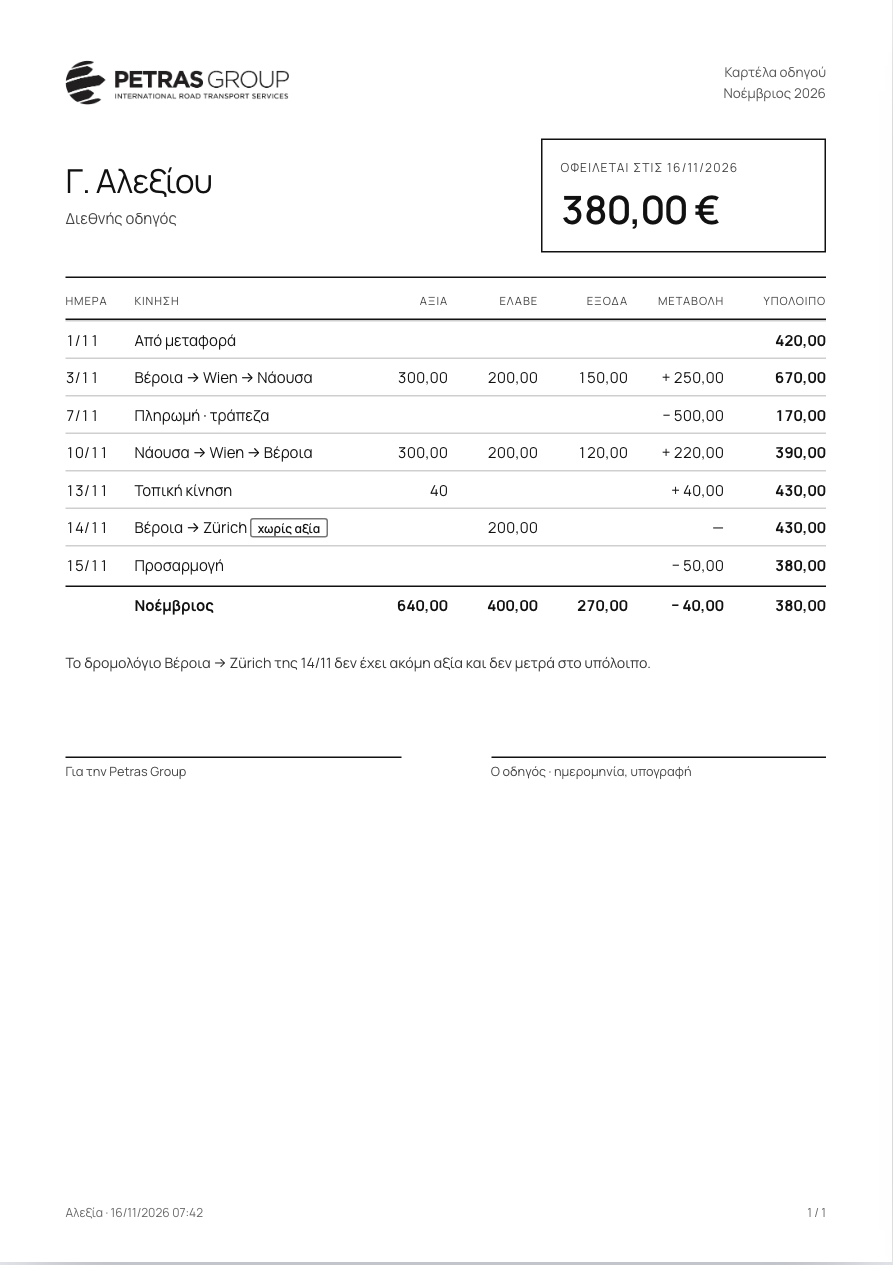 PETRAS GROUP
INTERNATIONAL ROAD TRANSPORT SERVICES
Καρτέλα οδηγού
Νοέμβριος 2026
Γ. Αλεξίου
Διεθνής οδηγός
ΟΦΕΙΛΕΤΑΙ ΣΤΙΣ 16/11/2026
380,00 €
ΗΜΕΡΑ ΚΙΝΗΣΗ ΑΞΙΑ ΕΛΑΒΕ ΕΞΟΔΑ ΜΕΤΑΒΟΛΗ ΥΠΟΛΟΙΠΟ
1/11 Από μεταφορά 420,00
3/11 Βέροια → Wien → Νάουσα 300,00 200,00 150,00 + 250,00 670,00
7/11 Πληρωμή · τράπεζα − 500,00 170,00
10/11 Νάουσα → Wien → Βέροια 300,00 200,00 120,00 + 220,00 390,00
13/11 Τοπική κίνηση 40 + 40,00 430,00
14/11 Βέροια → Zürich χωρίς αξία 200,00 — 430,00
15/11 Προσαρμογή − 50,00 380,00
Νοέμβριος 640,00 400,00 270,00 − 40,00 380,00
Το δρομολόγιο Βέροια → Zürich της 14/11 δεν έχει ακόμη αξία και δεν μετρά στο υπόλοιπο.
Για την Petras Group
Ο οδηγός · ημερομηνία, υπογραφή
Αλεξία · 16/11/2026 07:42
1 / 1